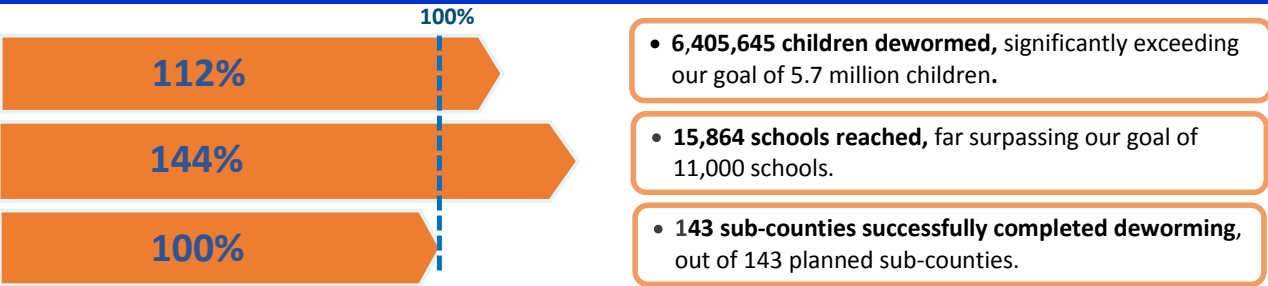 100%
112%
• 6,405,645 children dewormed, significantly exceeding
our goal of 5.7 million children.
144%
• 15,864 schools reached, far surpassing our goal of
11,000 schools.
100%
• 143 sub-counties successfully completed deworming,
out of 143 planned sub-counties.